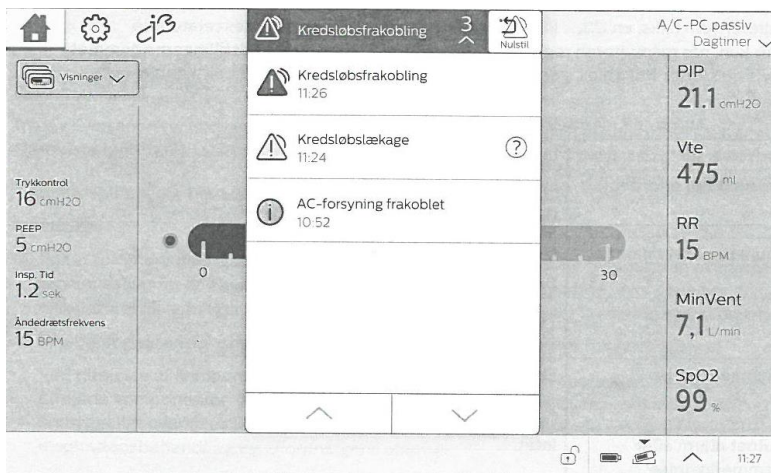 Kredsløbsfrakobling 3
Nulstil
A/C-PC passiv
Dagtimer
Visninger
Kredsløbsfrakobling
11:26
Kredsløbslækage ?
11:24
AC-forsyning frakoblet
10:52
Trykkontrol
16 cmH2O
PEEP
5 cmH2O
Insp. Tid
1.2 sek
Åndedrætsfrekvens
15 BPM
0
30
PIP
21.1 cmH2O
Vte
475 ml
RR
15 BPM
MinVent
7,1 L/min
SpO2
99 %
11:27